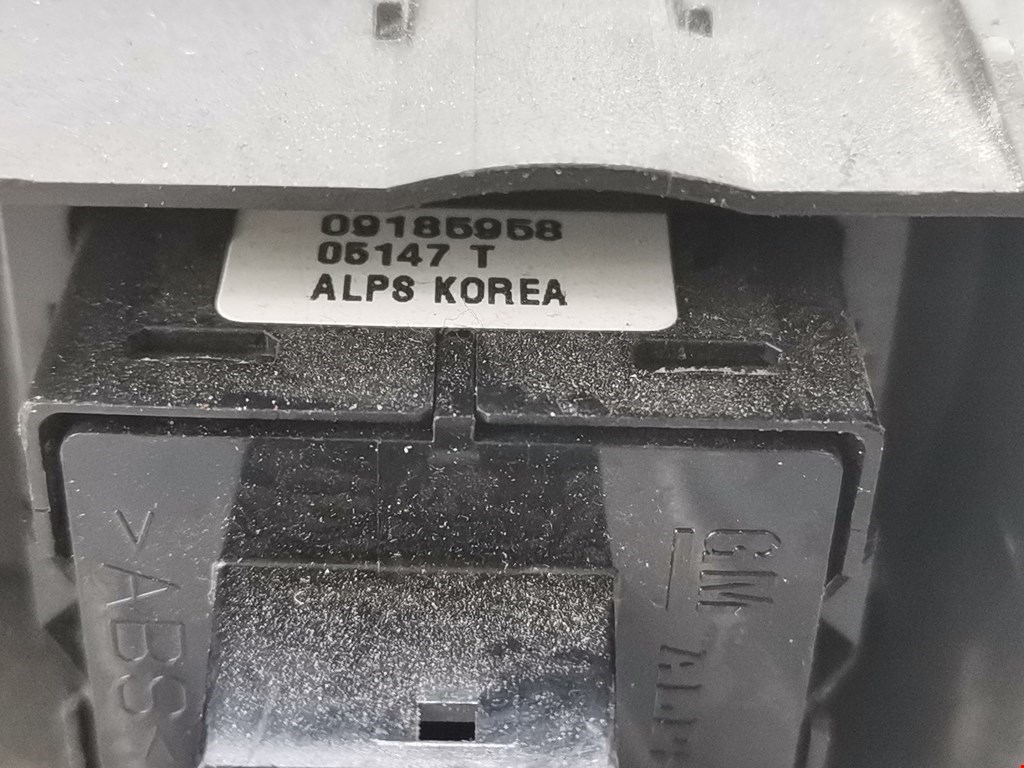 09185958
05147 T
ALPS KOREA
>ABS<
GM